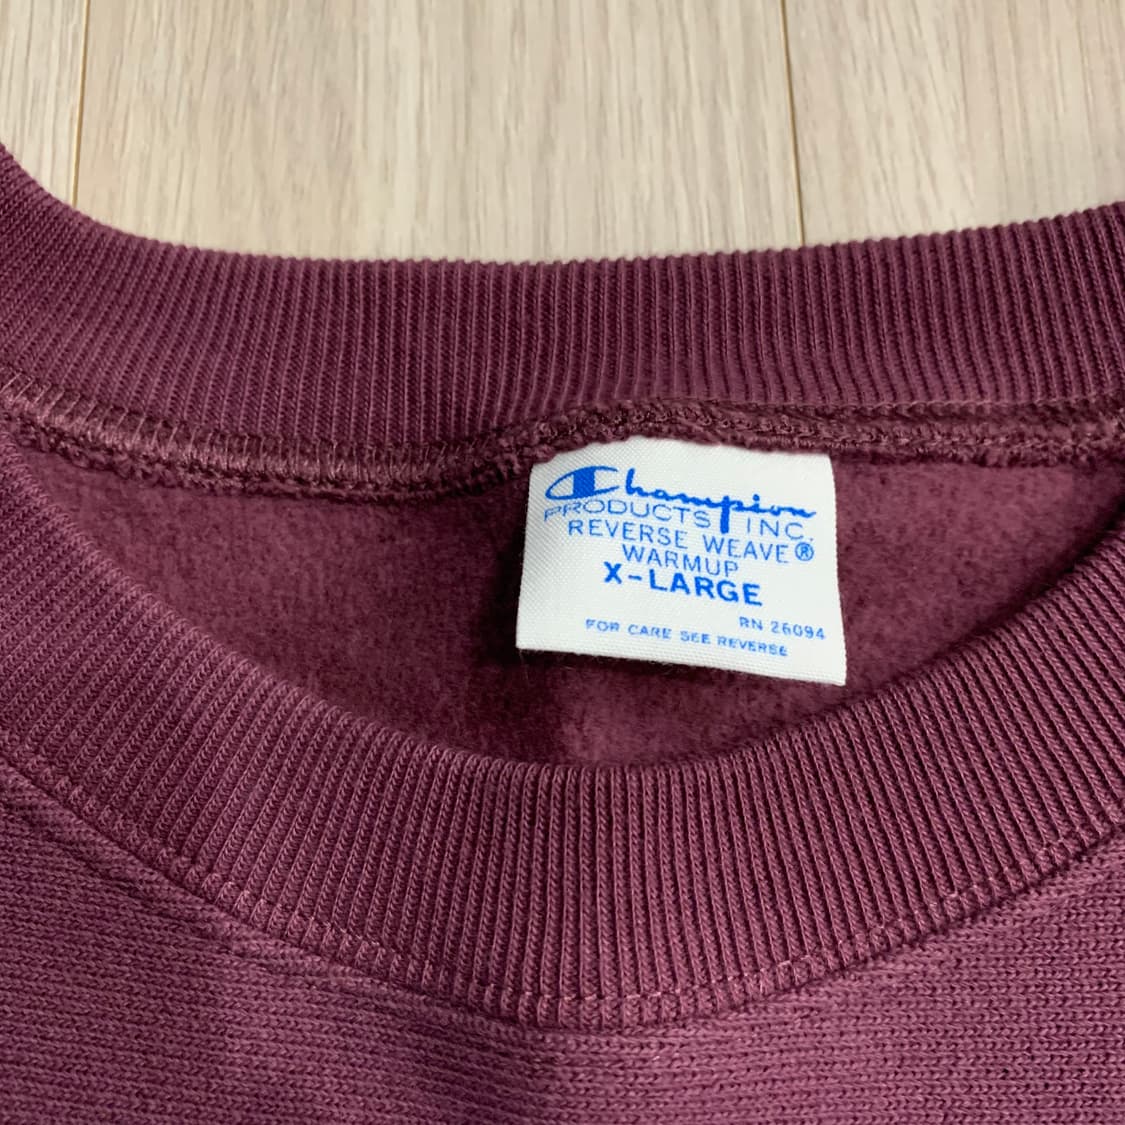 Champion
PRODUCTS INC.
REVERSE WEAVE®
WARMUP
X-LARGE
RN 26094
FOR CARE SEE REVERSE